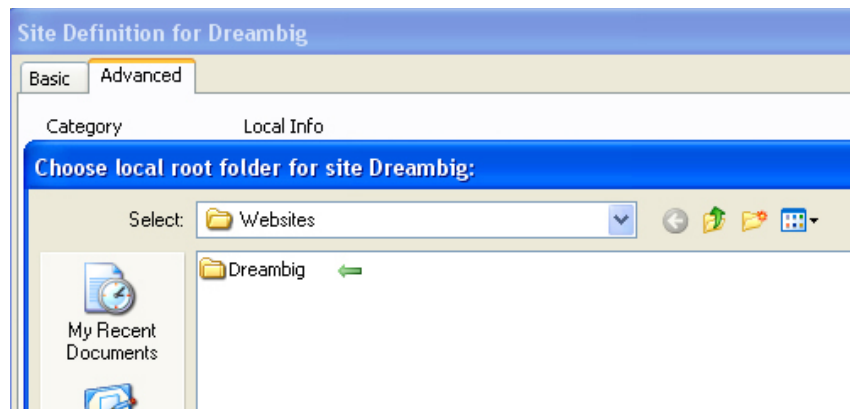 Site Definition for Dreambig
Basic Advanced
Category Local Info
Choose local root folder for site Dreambig:
Select: Websites
Dreambig
My Recent
Documents